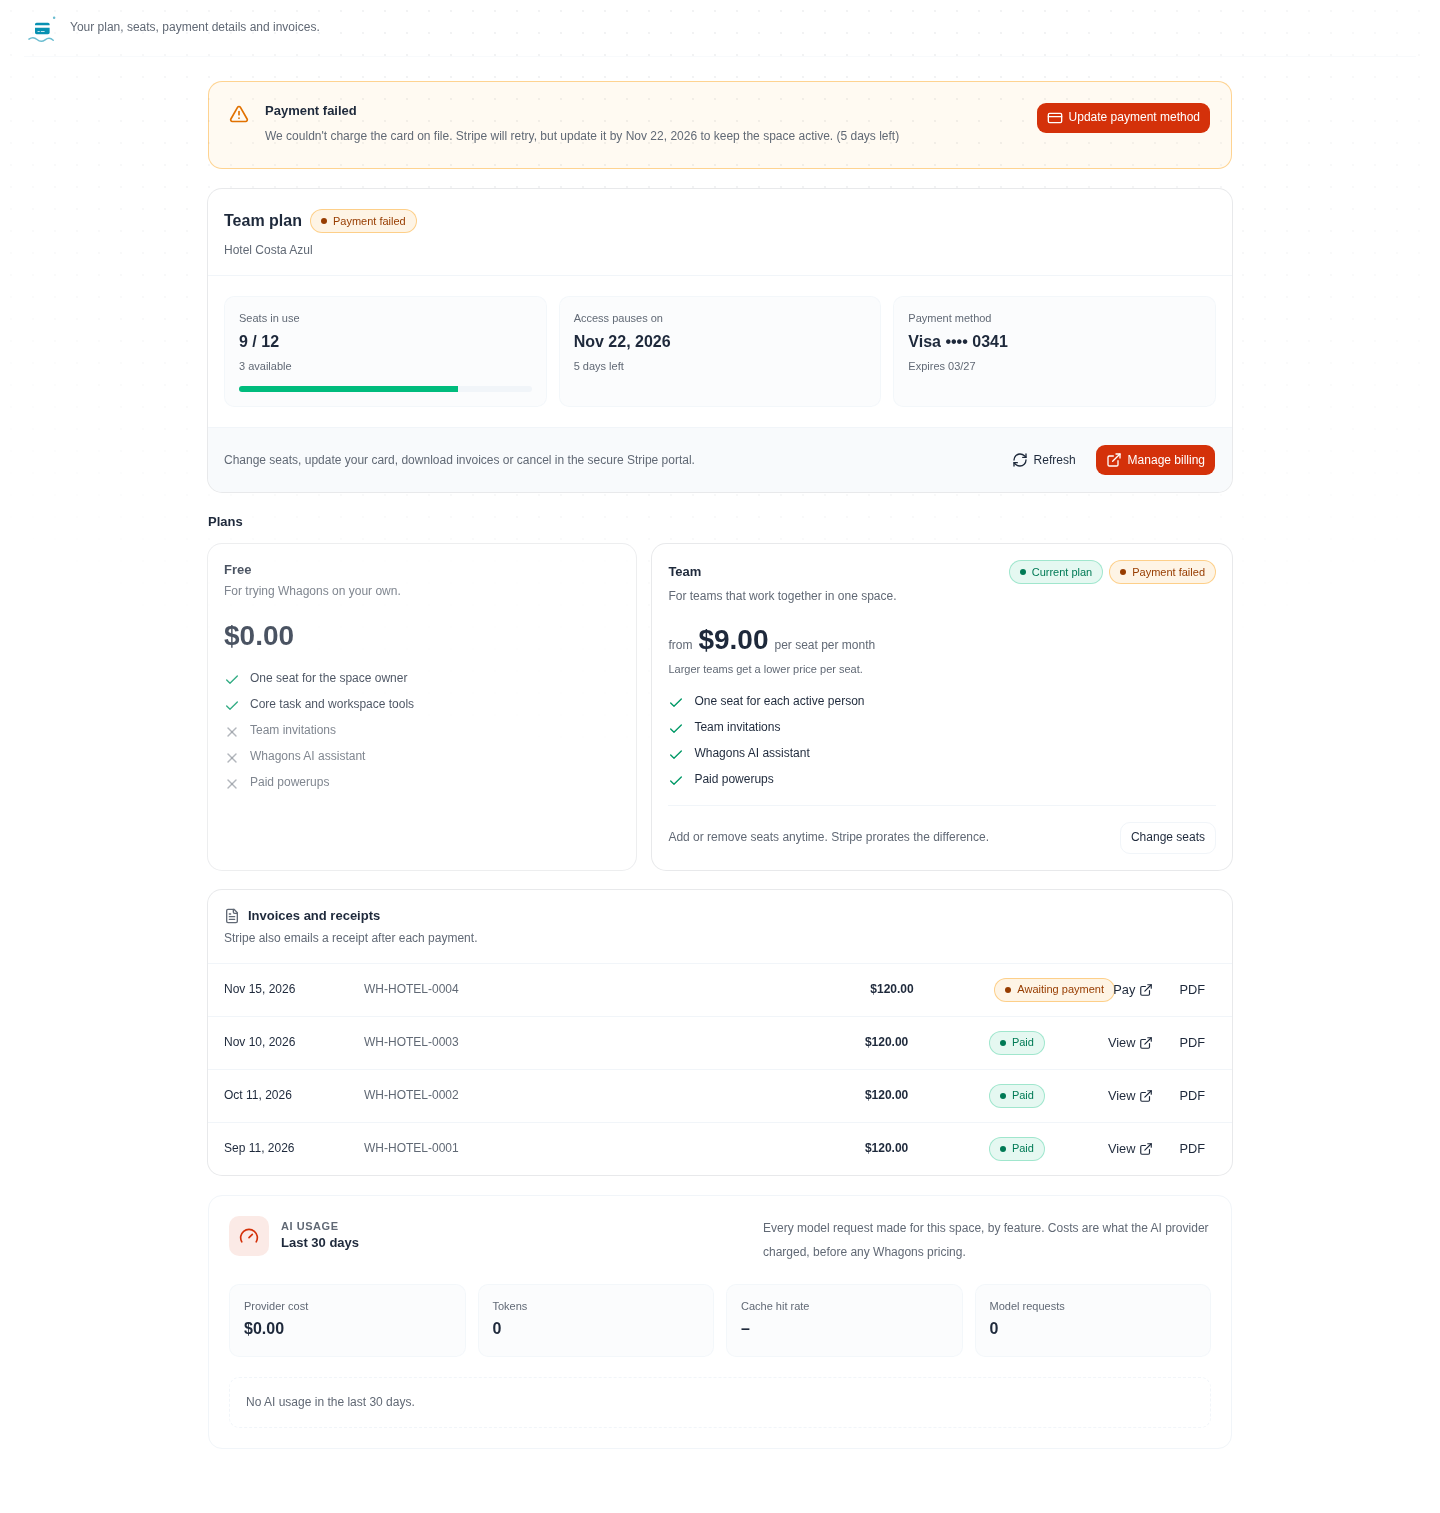 Your plan, seats, payment details and invoices.
Payment failed
We couldn't charge the card on file. Stripe will retry, but update it by Nov 22, 2026 to keep the space active. (5 days left)
Update payment method
Team plan
Payment failed
Hotel Costa Azul
Seats in use
9 / 12
3 available
Access pauses on
Nov 22, 2026
5 days left
Payment method
Visa •••• 0341
Expires 03/27
Change seats, update your card, download invoices or cancel in the secure Stripe portal.
Refresh
Manage billing
Plans
Free
For trying Whagons on your own.
$0.00
One seat for the space owner
Core task and workspace tools
Team invitations
Whagons AI assistant
Paid powerups
Team
Current plan
Payment failed
For teams that work together in one space.
from $9.00 per seat per month
Larger teams get a lower price per seat.
One seat for each active person
Team invitations
Whagons AI assistant
Paid powerups
Add or remove seats anytime. Stripe prorates the difference.
Change seats
Invoices and receipts
Stripe also emails a receipt after each payment.
Nov 15, 2026 WH-HOTEL-0004 $120.00 Awaiting payment Pay PDF
Nov 10, 2026 WH-HOTEL-0003 $120.00 Paid View PDF
Oct 11, 2026 WH-HOTEL-0002 $120.00 Paid View PDF
Sep 11, 2026 WH-HOTEL-0001 $120.00 Paid View PDF
AI USAGE
Last 30 days
Every model request made for this space, by feature. Costs are what the AI provider
charged, before any Whagons pricing.
Provider cost
$0.00
Tokens
0
Cache hit rate
–
Model requests
0
No AI usage in the last 30 days.